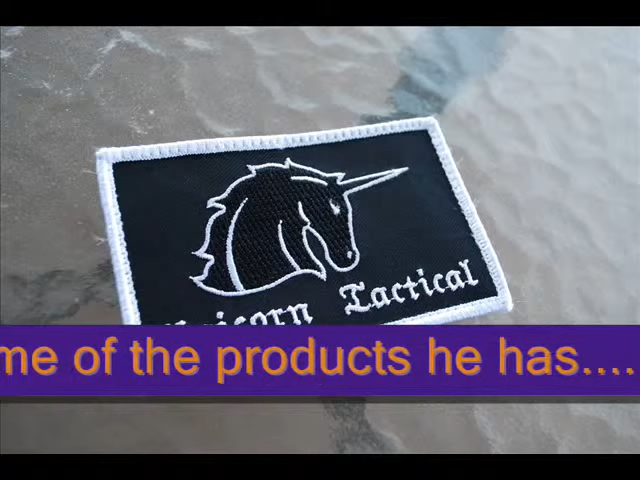 Tactical
me of the products he has....